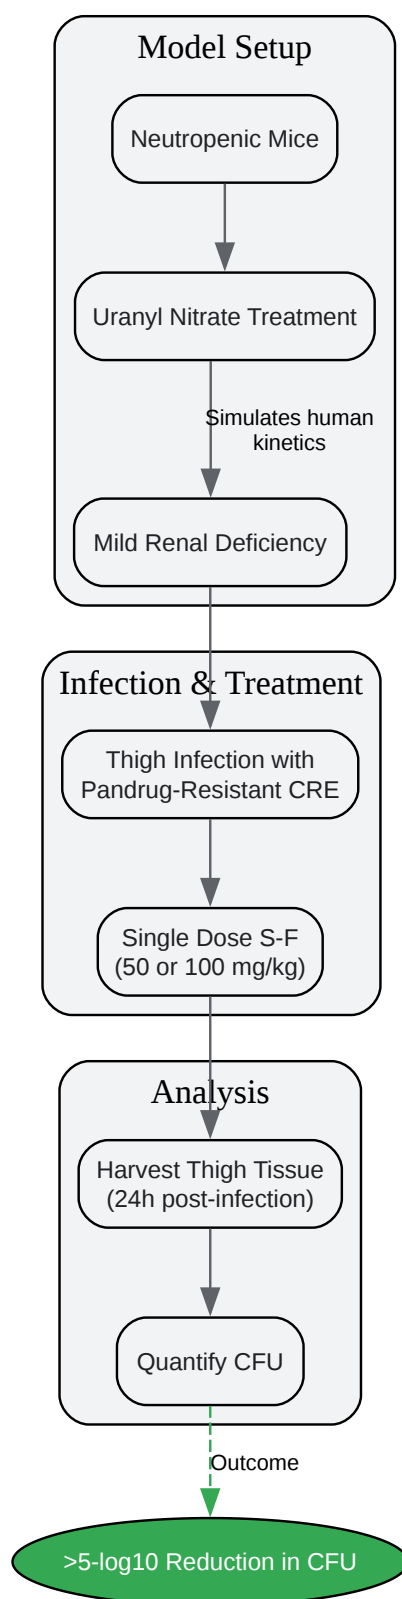 Model Setup
Neutropenic Mice
Uranyl Nitrate Treatment
Simulates human
kinetics
Mild Renal Deficiency
Infection & Treatment
Thigh Infection with
Pandrug-Resistant CRE
Single Dose S-F
(50 or 100 mg/kg)
Analysis
Harvest Thigh Tissue
(24h post-infection)
Quantify CFU
Outcome
>5-log10 Reduction in CFU